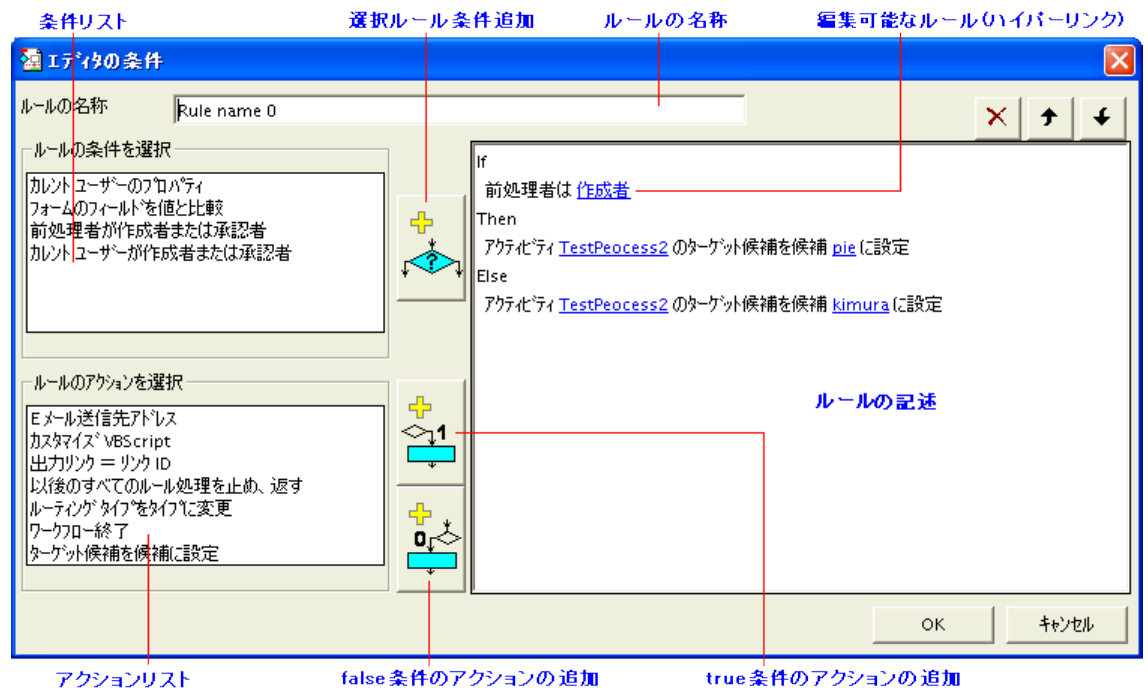 条件リスト
選択ルール条件追加
ルールの名称
編集可能なルール(ハイパーリンク)
エディタの条件
ルールの名称
Rule name 0
ルールの条件を選択
カレントユーザーのプロパティ
フォームのフィールドを値と比較
前処理者が作成者または承認者
カレントユーザーが作成者または承認者
?
If
前処理者は 作成者
Then
アクティビティ TestPeocess2 のターゲット候補を候補 pie に設定
Else
アクティビティ TestPeocess2 のターゲット候補を候補 kimura に設定
ルールの記述
ルールのアクションを選択
Eメール送信先アドレス
カスタマイズ VBScript
出力リンク = リンク ID
以後のすべてのルール処理を止め、返す
ルーティングタイプをタイプに変更
ワークフロー終了
ターゲット候補を候補に設定
1
0
OK
キャンセル
アクションリスト
false条件のアクションの追加
true条件のアクションの追加